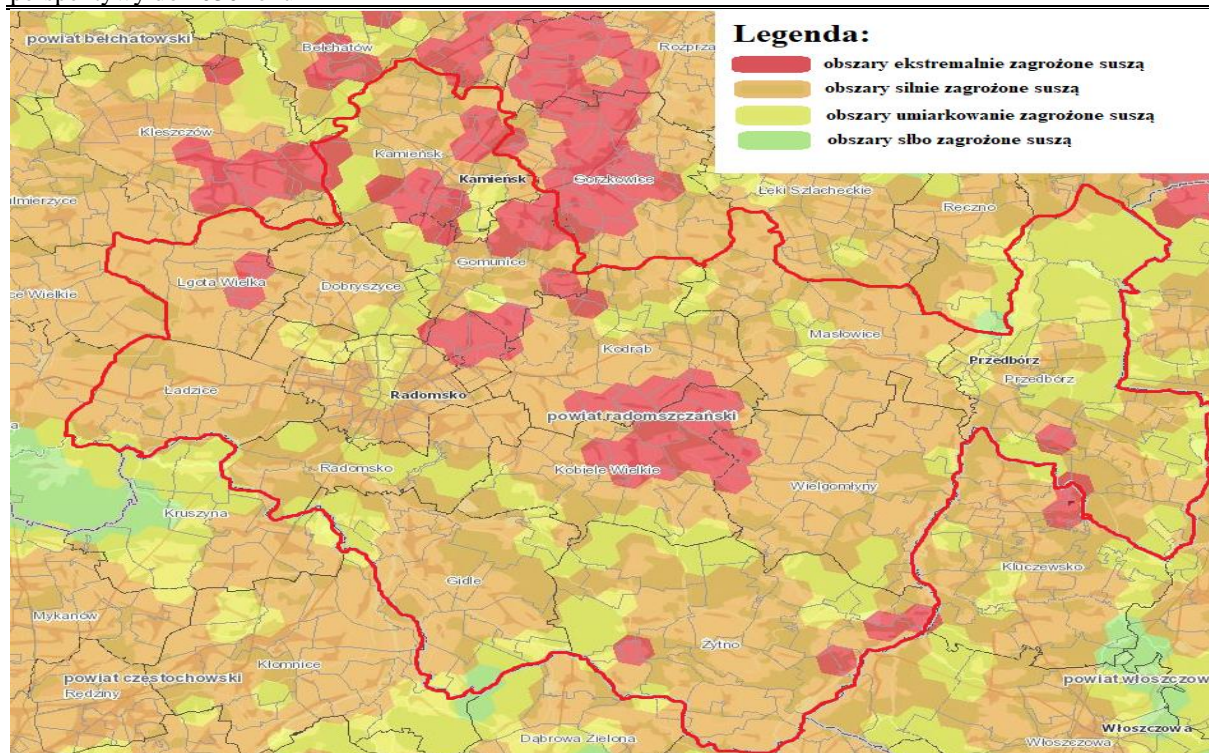 powiat bełchatowski
Bełchatów
Rozprza
Legenda:
obszary ekstremalnie zagrożone suszą
obszary silnie zagrożone suszą
obszary umiarkowanie zagrożone suszą
obszary słbo zagrożone suszą
Kleszczów
Kamieńsk
Kamieńsk
Gorzkowice
Łęki Szlacheckie
Ręczno
ulmierzyce
Gomunice
Lgota Wielka
Dobryszyce
ce Wielkie
Masłowice
Kodrąb
Przedbórz
Przedbórz
Ładzice
Radomsko
powiat radomszczański
a
Radomsko
Kobiele Wielkie
Wielgomłyny
Kruszyna
Kluczewsko
Gidle
Mykanów
Żytno
Kłomnice
powiat częstochowski
powiat włoszczow
Rędziny
Włoszczowa
Dąbrowa Zielona
Włoszczowa